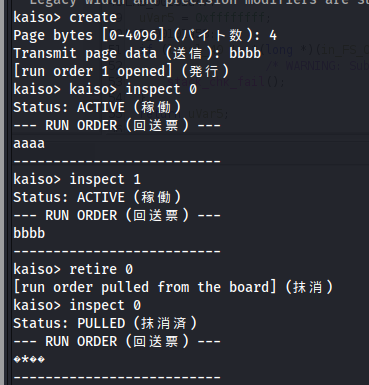 kaiso> create
Page bytes [0-4096] (バイト数): 4
Transmit page data (送信): bbbb
[run order 1 opened] (発行)
kaiso> kaiso> inspect 0
Status: ACTIVE (稼働)
--- RUN ORDER (回送票) ---
aaaa
--------------------------
kaiso> inspect 1
Status: ACTIVE (稼働)
--- RUN ORDER (回送票) ---
bbbb
--------------------------
kaiso> retire 0
[run order pulled from the board] (抹消)
kaiso> inspect 0
Status: PULLED (抹消済)
--- RUN ORDER (回送票) ---
�*��
--------------------------